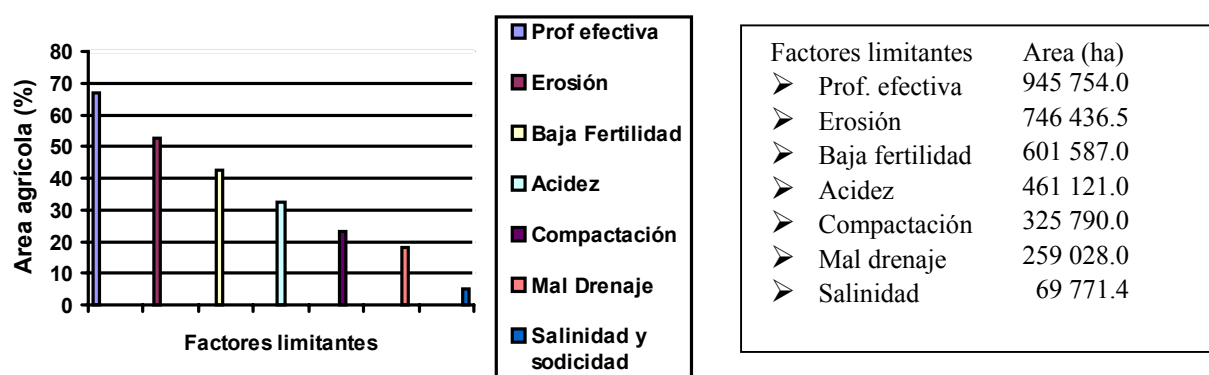 Area agrícola (%)
80
70
60
50
40
30
20
10
0
Factores limitantes
Prof efectiva
Erosión
Baja Fertilidad
Acidez
Compactación
Mal Drenaje
Salinidad y
sodicidad
Factores limitantes Area (ha)
➢ Prof. efectiva 945 754.0
➢ Erosión 746 436.5
➢ Baja fertilidad 601 587.0
➢ Acidez 461 121.0
➢ Compactación 325 790.0
➢ Mal drenaje 259 028.0
➢ Salinidad 69 771.4